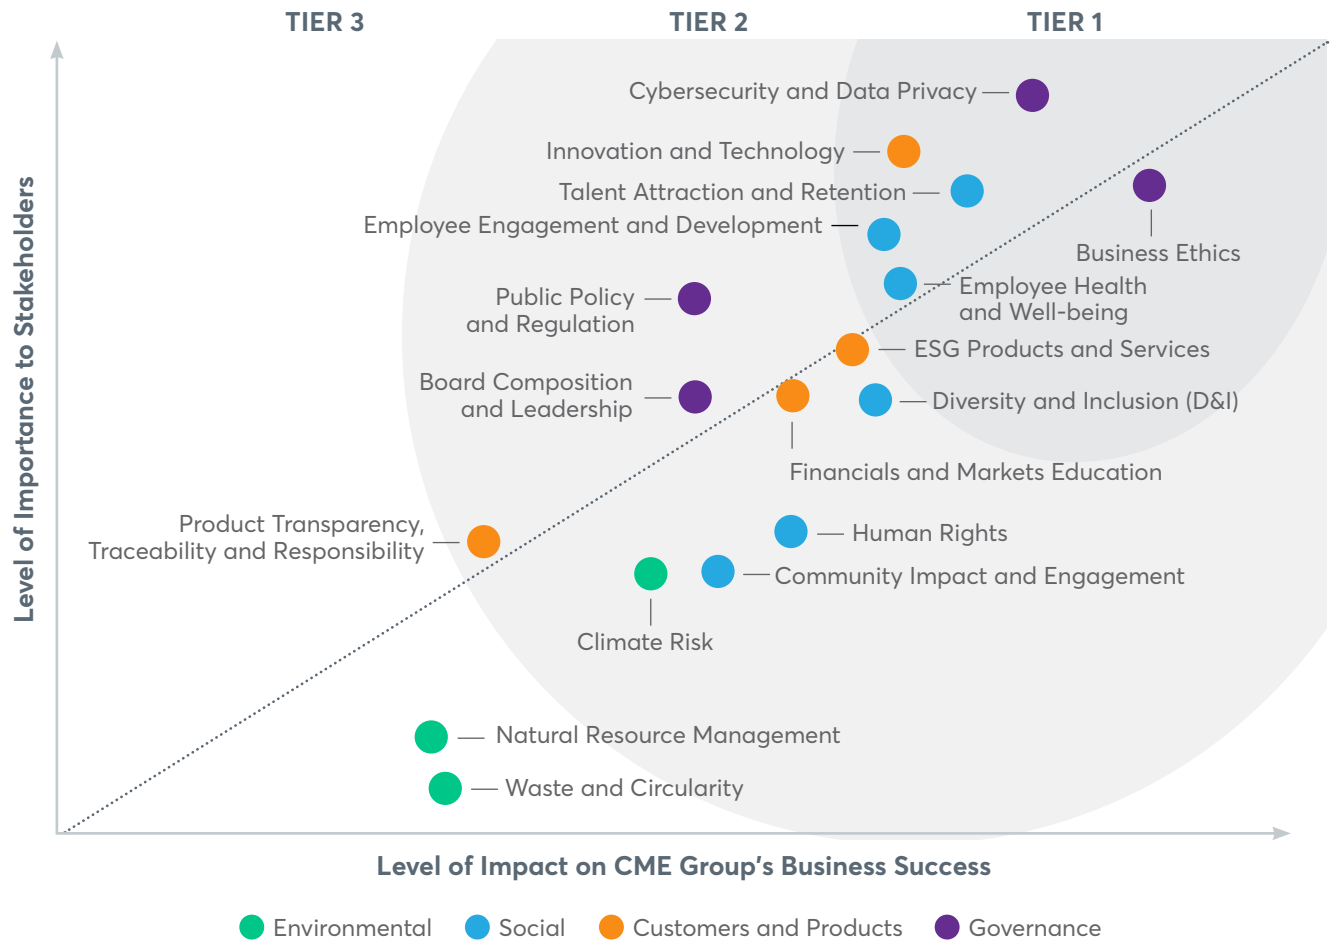 TIER 3
TIER 2
TIER 1
Level of Importance to Stakeholders
Cybersecurity and Data Privacy
Innovation and Technology
Talent Attraction and Retention
Employee Engagement and Development
Business Ethics
Employee Health
and Well-being
Public Policy
and Regulation
ESG Products and Services
Board Composition
and Leadership
Diversity and Inclusion (D&I)
Financials and Markets Education
Product Transparency,
Traceability and Responsibility
Human Rights
Community Impact and Engagement
Climate Risk
Natural Resource Management
Waste and Circularity
Level of Impact on CME Group's Business Success
Environmental
Social
Customers and Products
Governance